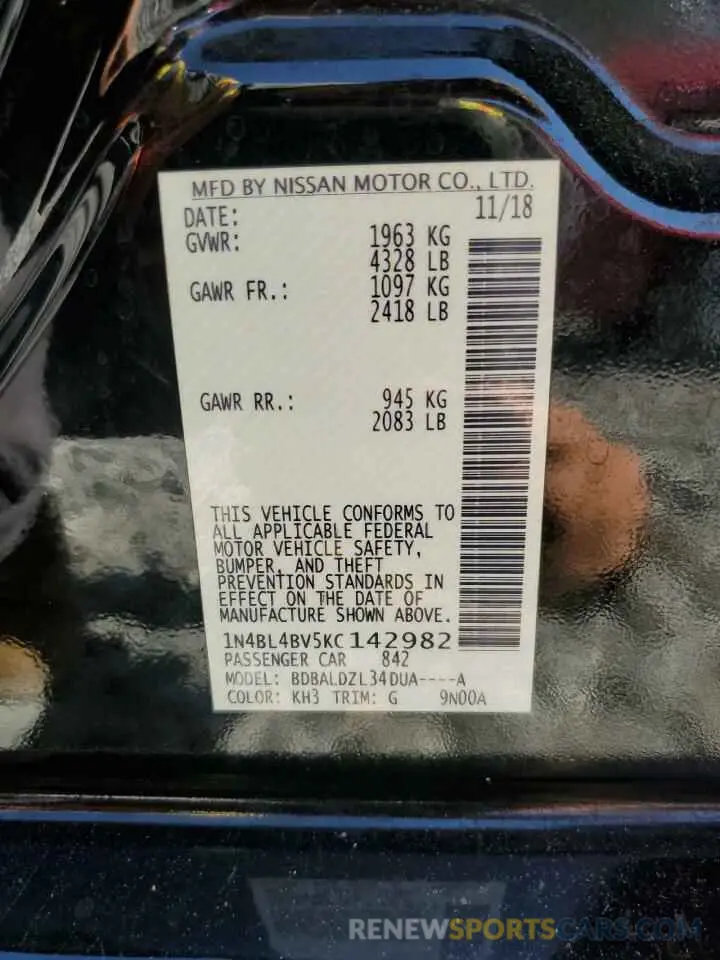 MFD BY NISSAN MOTOR CO., LTD.
DATE: 11/18
GVWR: 1963 KG
4328 LB
GAWR FR.: 1097 KG
2418 LB
GAWR RR.: 945 KG
2083 LB
THIS VEHICLE CONFORMS TO
ALL APPLICABLE FEDERAL
MOTOR VEHICLE SAFETY,
BUMPER, AND THEFT
PREVENTION STANDARDS IN
EFFECT ON THE DATE OF
MANUFACTURE SHOWN ABOVE.
1N4BL4BV5KC142982
PASSENGER CAR 842
MODEL: BDBALDZL34DUA----A
COLOR: KH3 TRIM: G 9N00A
RENEWSPORTSCARS.COM